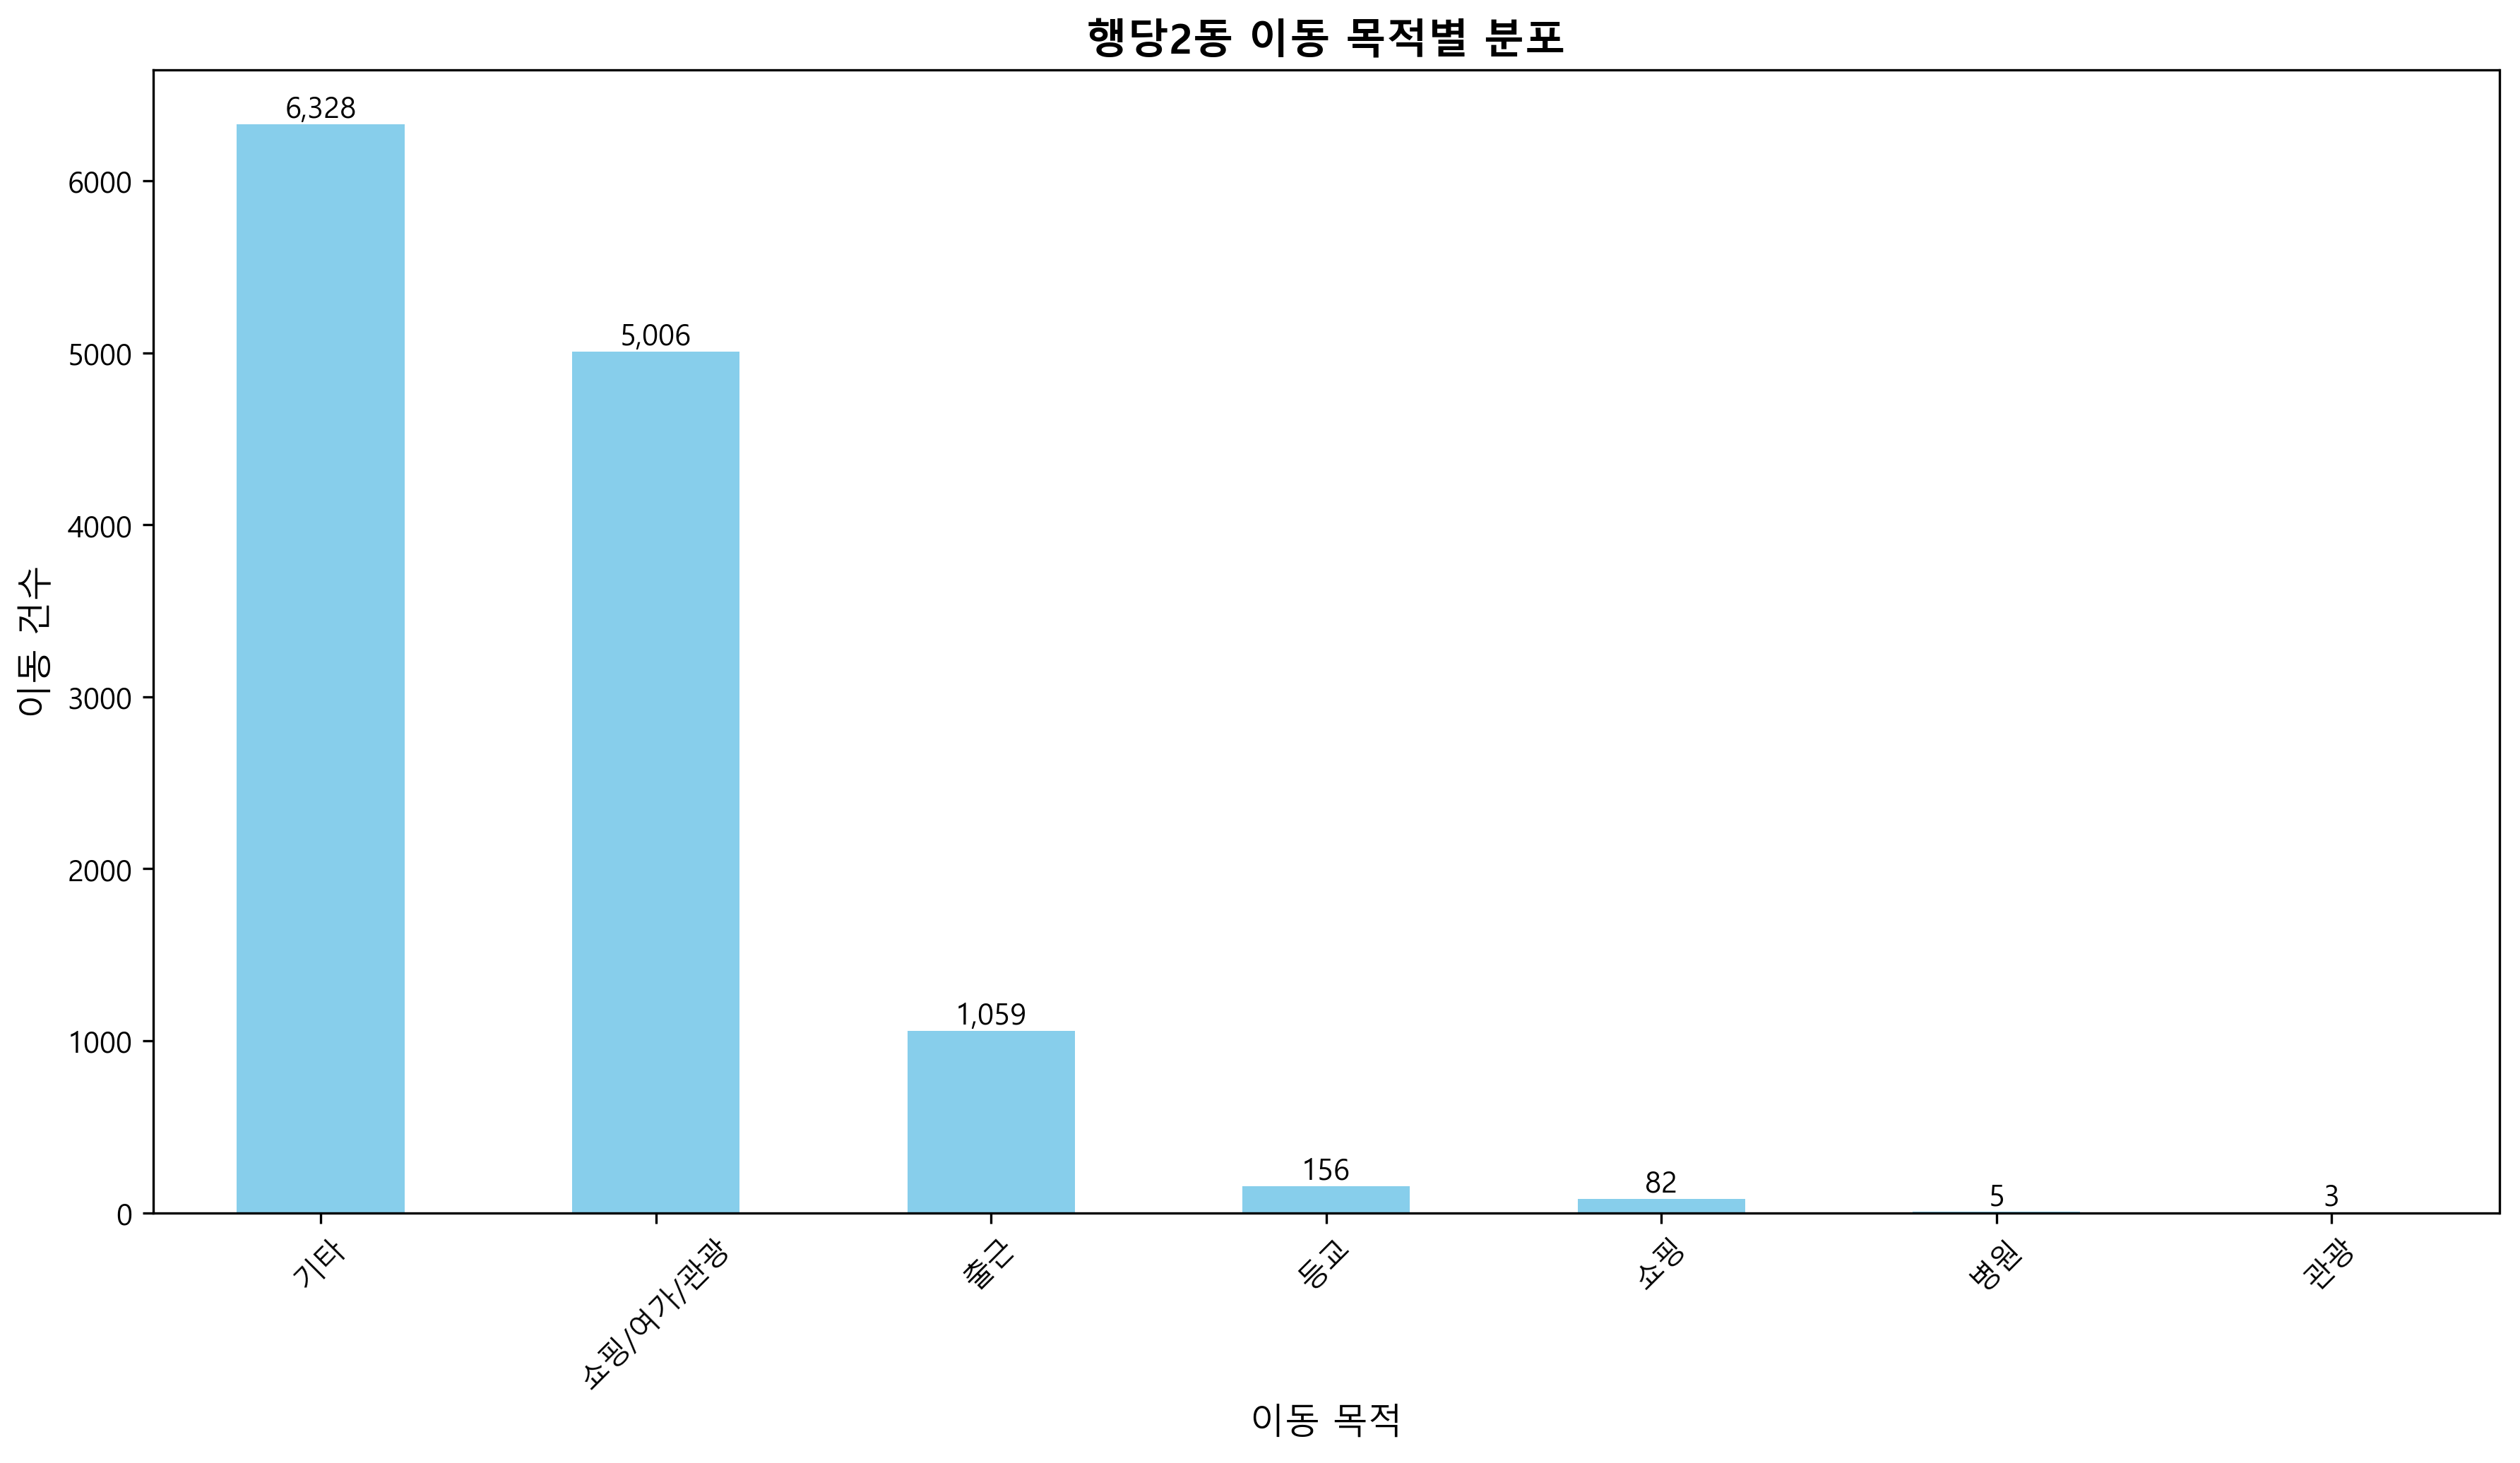 행당2동 이동 목적별 분포
이동 건수
6000
5000
4000
3000
2000
1000
0
6,328
5,006
1,059
156
82
5
3
기타
쇼핑/여가/관광
출근
등교
쇼핑
병원
관광
이동 목적